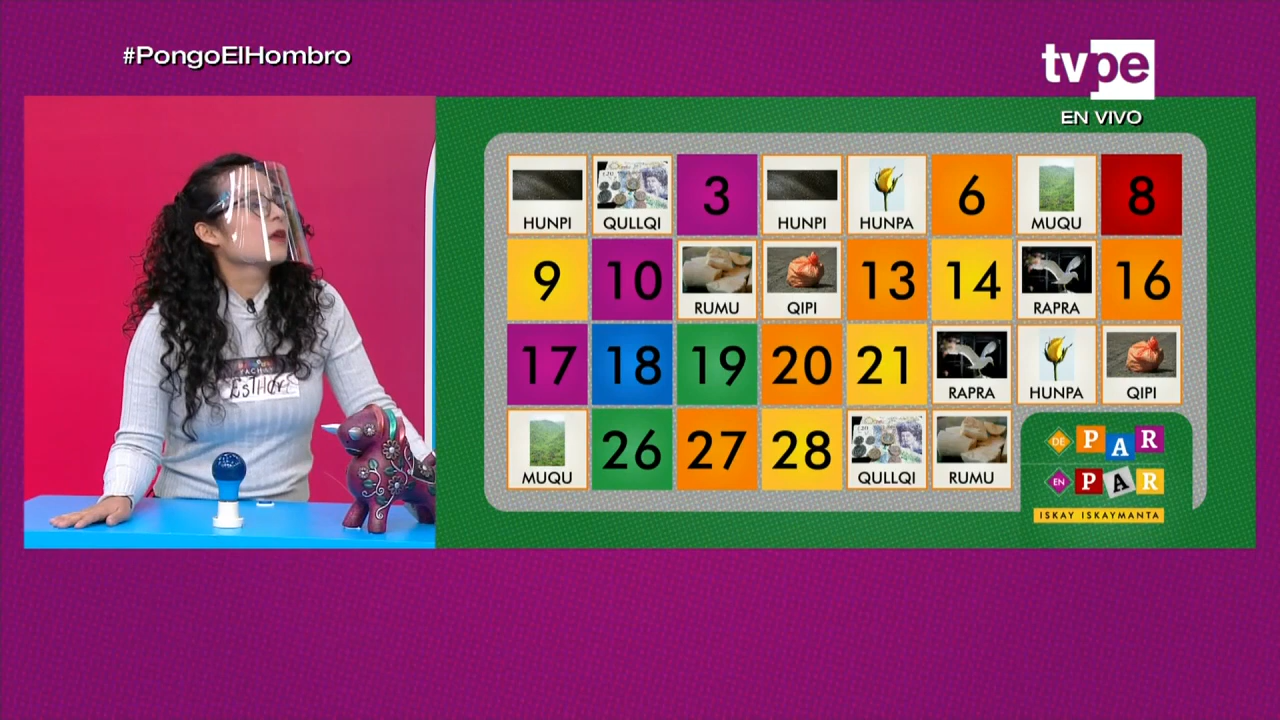 #PongoElHombro
tvpe
EN VIVO
HUNPI QULLQI 3 HUNPI HUNPA 6 MUQU 8
9 10 RUMU QIPI 13 14 RAPRA 16
17 18 19 20 21 RAPRA HUNPA QIPI
MUQU 26 27 28 QULLQI RUMU
DE PAR
EN PAR
ISKAY ISKAYMANTA